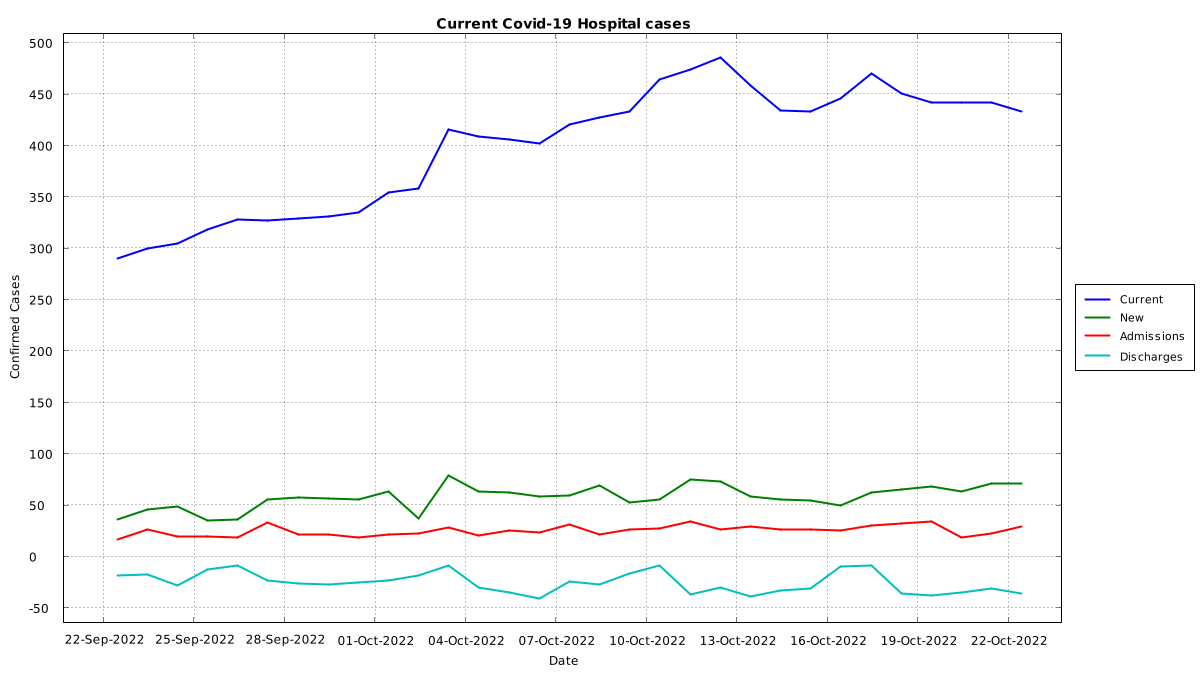 Current Covid-19 Hospital cases
500
450
400
350
300
250
200
150
100
50
0
-50
Confirmed Cases
22-Sep-2022 25-Sep-2022 28-Sep-2022 01-Oct-2022 04-Oct-2022 07-Oct-2022 10-Oct-2022 13-Oct-2022 16-Oct-2022 19-Oct-2022 22-Oct-2022
Date
Current
New
Admissions
Discharges